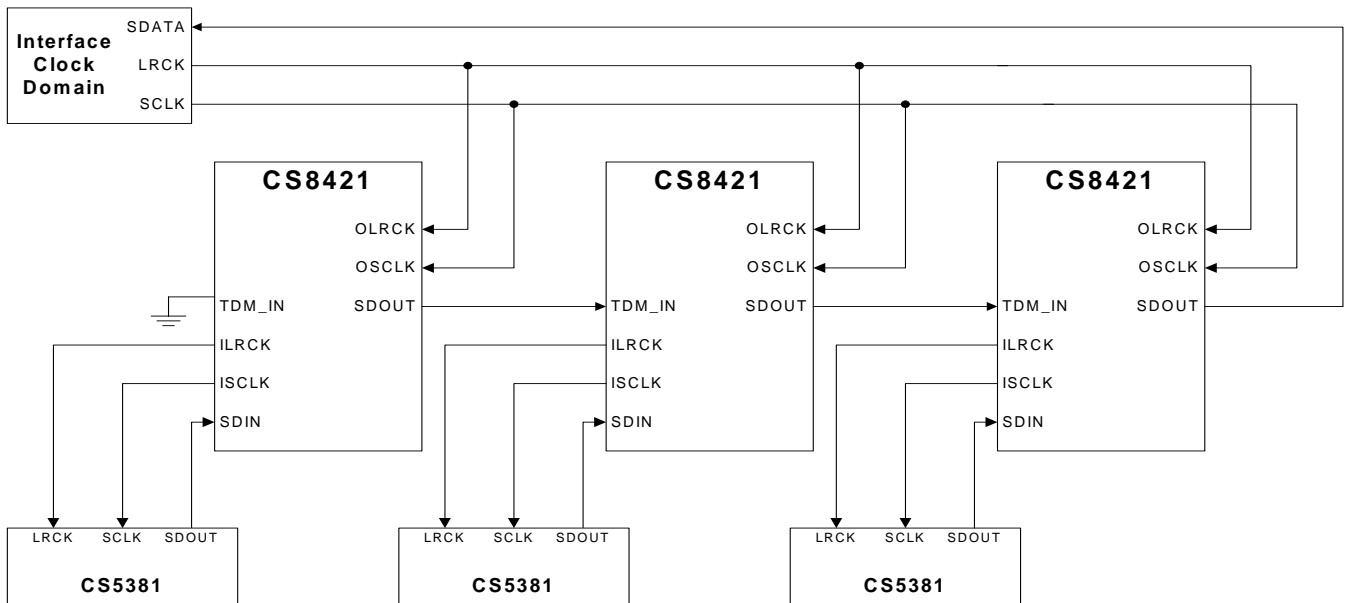 SDATA
Interface
Clock
Domain
LRCK
SCLK
CS8421
OLRCK
OSCLK
TDM_IN
SDOUT
ILRCK
ISCLK
SDIN
CS8421
OLRCK
OSCLK
TDM_IN
SDOUT
ILRCK
ISCLK
SDIN
CS8421
OLRCK
OSCLK
TDM_IN
SDOUT
ILRCK
ISCLK
SDIN
LRCK SCLK SDOUT
CS5381
LRCK SCLK SDOUT
CS5381
LRCK SCLK SDOUT
CS5381